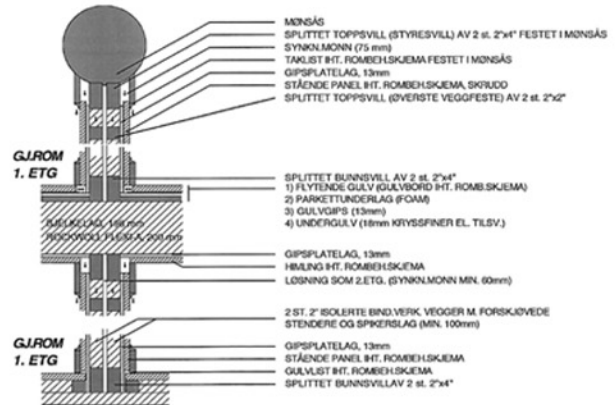 MØNSÅS
SPLITTET TOPPSVILL (STYRESVILL) AV 2 st. 2"x4" FESTET I MØNSÅS
SYNKN.MONN (75 mm)
TAKLIST IHT. ROMBEH.SKJEMA FESTET I MØNSÅS
GIPSPLATELAG, 13mm
STÅENDE PANEL IHT. ROMBEH.SKJEMA, SKRUDD
SPLITTET TOPPSVILL (ØVERSTE VEGGFESTE) AV 2 st. 2"x2"
GJ.ROM
1. ETG
SPLITTET BUNNSVILL AV 2 st. 2"x4"
1) FLYTENDE GULV (GULVBORD IHT. ROMB.SKJEMA)
2) PARKETTUNDERLAG (FOAM)
3) GULVGIPS (13mm)
4) UNDERGULV (18mm KRYSSFINER EL. TILSV.)
BJELKELAG, 198 mm
ROCKWOLL FLEXI-A, 200 mm
GIPSPLATELAG, 13mm
HIMLING IHT. ROMBEH.SKJEMA
LØSNING SOM 2.ETG. (SYNKN.MONN MIN. 60mm)
2 ST. 2" ISOLERTE BIND.VERK. VEGGER M. FORSKJØVEDE
STENDERE OG SPIKERSLAG (MIN. 100mm)
GJ.ROM
1. ETG
GIPSPLATELAG, 13mm
STÅENDE PANEL IHT. ROMBEH.SKJEMA
GULVLIST IHT. ROMBEH.SKJEMA
SPLITTET BUNNSVILLAV 2 st. 2"x4"